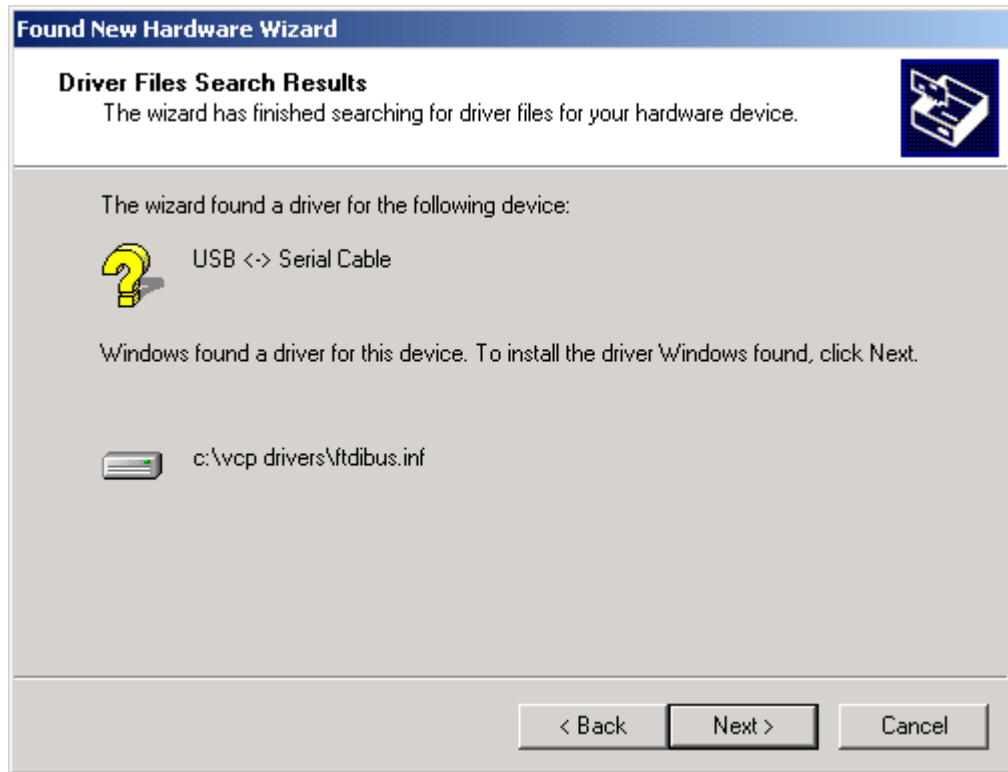 Found New Hardware Wizard
Driver Files Search Results
The wizard has finished searching for driver files for your hardware device.
The wizard found a driver for the following device:
USB <-> Serial Cable
Windows found a driver for this device. To install the driver Windows found, click Next.
c:\vcp drivers\ftdibus.inf
< Back Next > Cancel